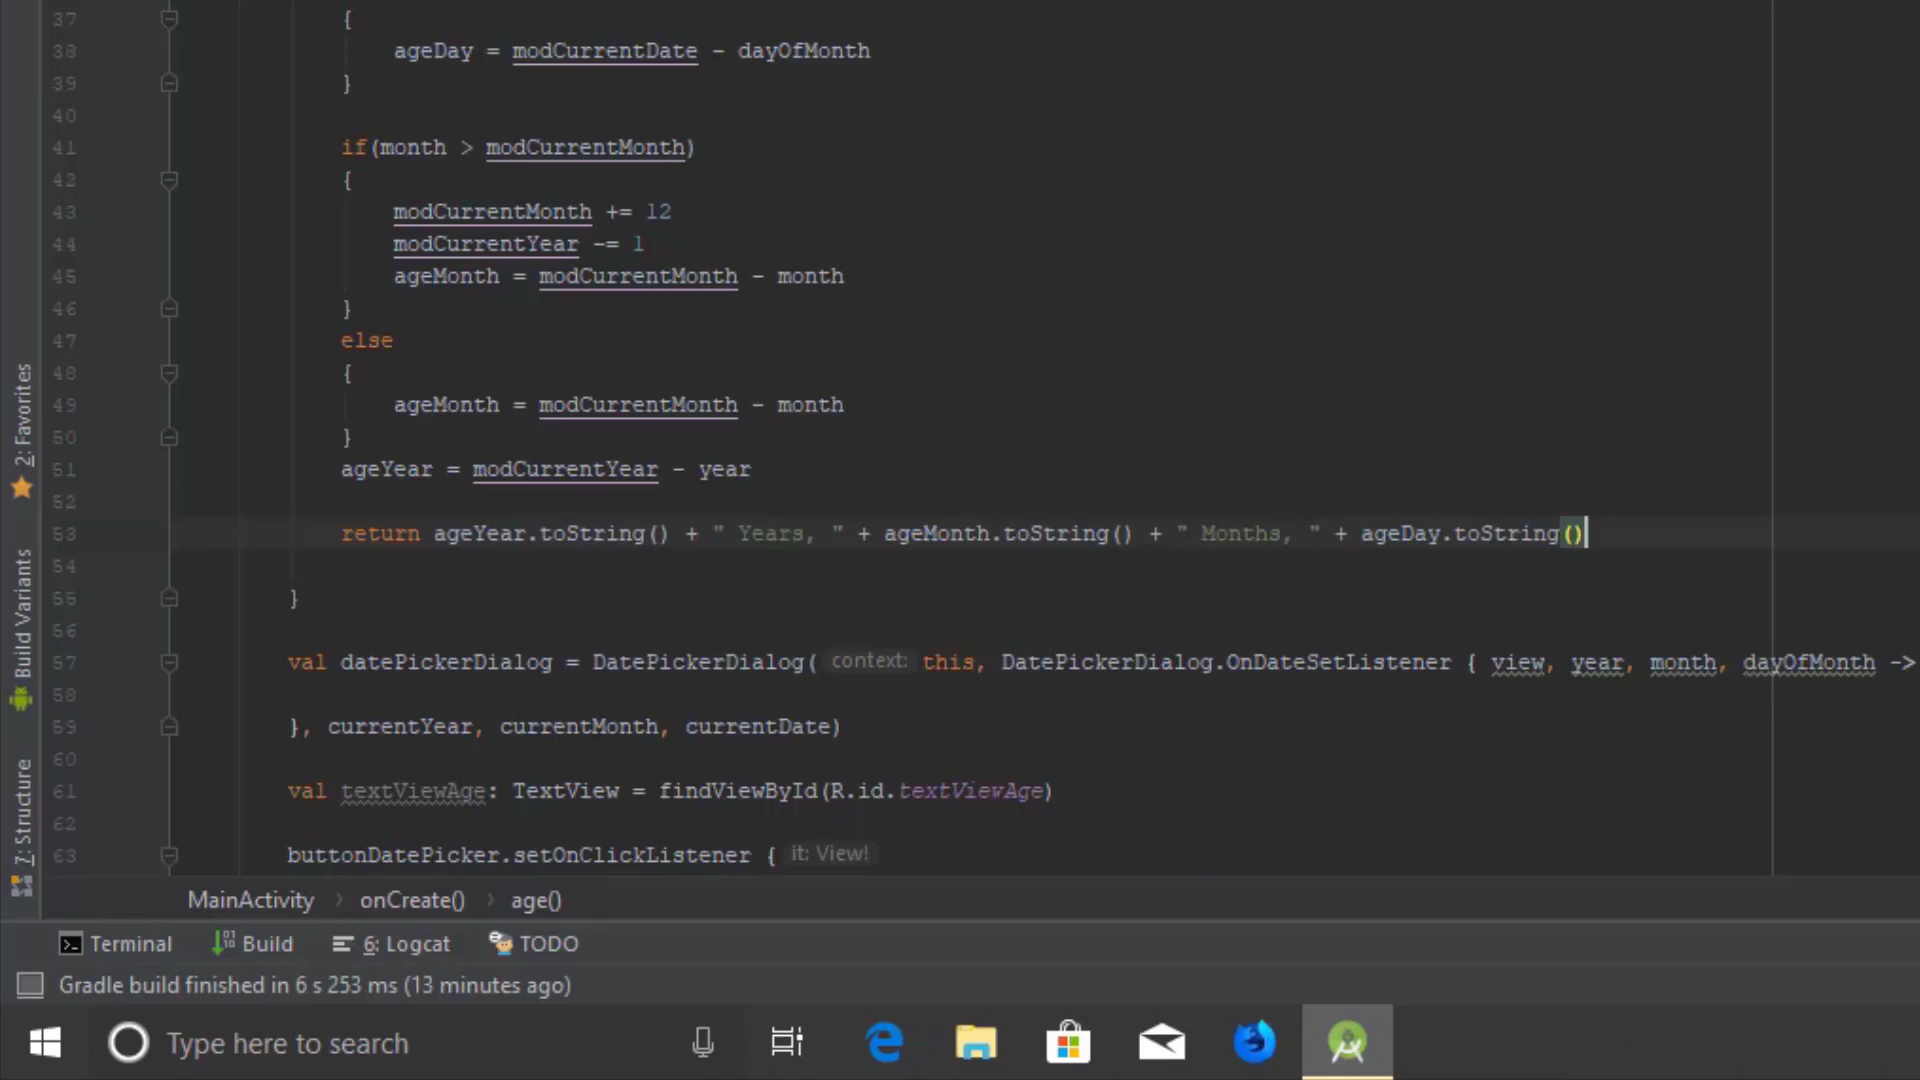 37 {
38 ageDay = modCurrentDate - dayOfMonth
39 }
40
41 if(month > modCurrentMonth)
42 {
43 modCurrentMonth += 12
44 modCurrentYear -= 1
45 ageMonth = modCurrentMonth - month
46 }
47 else
48 {
49 ageMonth = modCurrentMonth - month
50 }
51 ageYear = modCurrentYear - year
52
53 return ageYear.toString() + " Years, " + ageMonth.toString() + " Months, " + ageDay.toString()
54
55 }
56
57 val datePickerDialog = DatePickerDialog( context: this, DatePickerDialog.OnDateSetListener { view, year, month, dayOfMonth ->
58
59 }, currentYear, currentMonth, currentDate)
60
61 val textViewAge: TextView = findViewById(R.id.textViewAge)
62
63 buttonDatePicker.setOnClickListener { it: View!
2: Favorites
Build Variants
7: Structure
MainActivity › onCreate() › age()
Terminal Build 6: Logcat TODO
Gradle build finished in 6 s 253 ms (13 minutes ago)
Type here to search